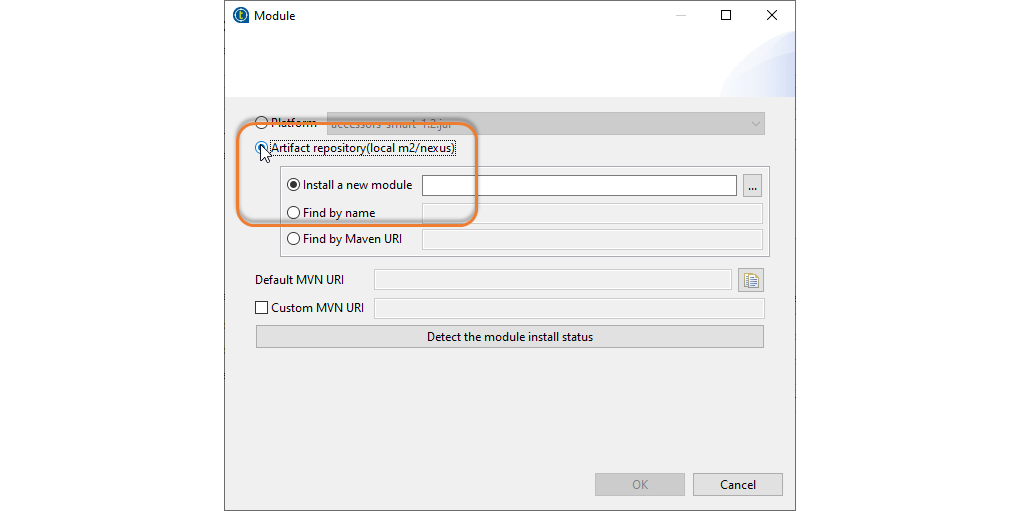 Module
Platform
accessors-smart-1.2.jar
Artifact repository(local m2/nexus)
Install a new module
...
Find by name
Find by Maven URI
Default MVN URI
Custom MVN URI
Detect the module install status
OK
Cancel